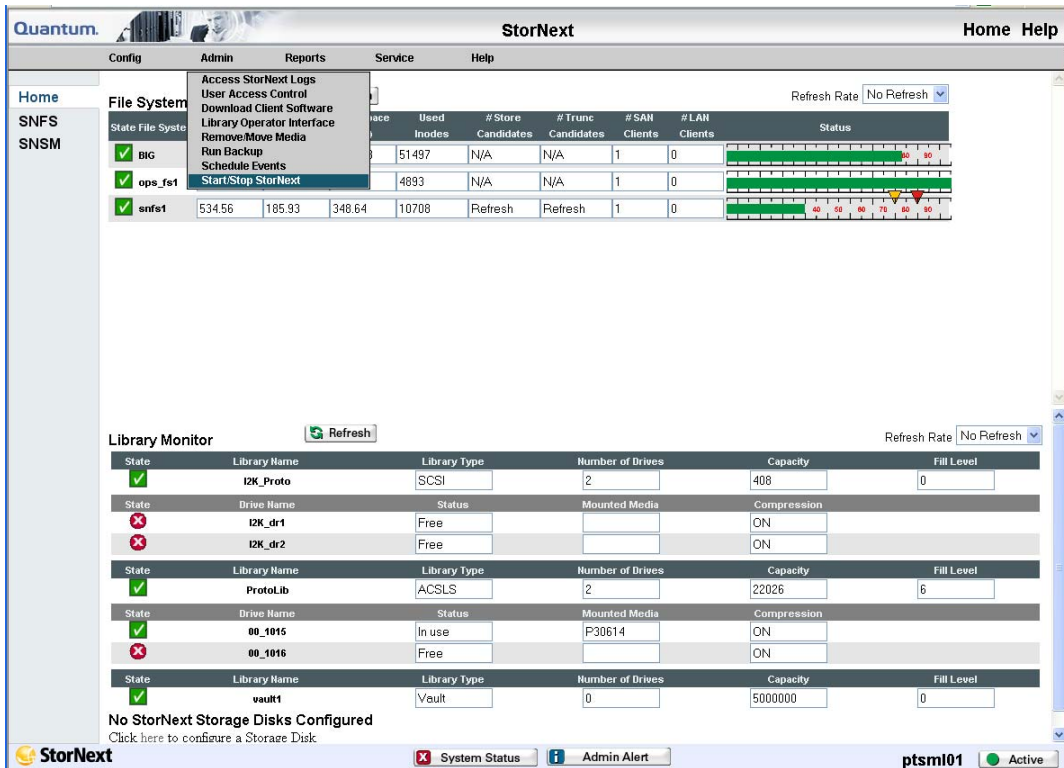 Quantum. StorNext Home Help
Config Admin Reports Service Help
Home
SNFS
SNSM
Access StorNext Logs
User Access Control
Download Client Software
Library Operator Interface
Remove/Move Media
Run Backup
Schedule Events
Start/Stop StorNext
File System Refresh Rate No Refresh
State File Syste Used Inodes # Store Candidates # Trunc Candidates # SAN Clients # LAN Clients Status
BIG 51497 N/A N/A 1 0 80 90
ops_fs1 4893 N/A N/A 1 0
snfs1 534.56 185.93 348.64 10708 Refresh Refresh 1 0 40 50 60 70 80 90
Library Monitor Refresh Refresh Rate No Refresh
State Library Name Library Type Number of Drives Capacity Fill Level
I2K_Proto SCSI 2 408 0
State Drive Name Status Mounted Media Compression
I2K_dr1 Free ON
I2K_dr2 Free ON
State Library Name Library Type Number of Drives Capacity Fill Level
ProtoLib ACSLS 2 22026 6
State Drive Name Status Mounted Media Compression
00_1015 In use P30614 ON
00_1016 Free ON
State Library Name Library Type Number of Drives Capacity Fill Level
vault1 Vault 0 5000000 0
No StorNext Storage Disks Configured
Click here to configure a Storage Disk
StorNext System Status Admin Alert ptsml01 Active